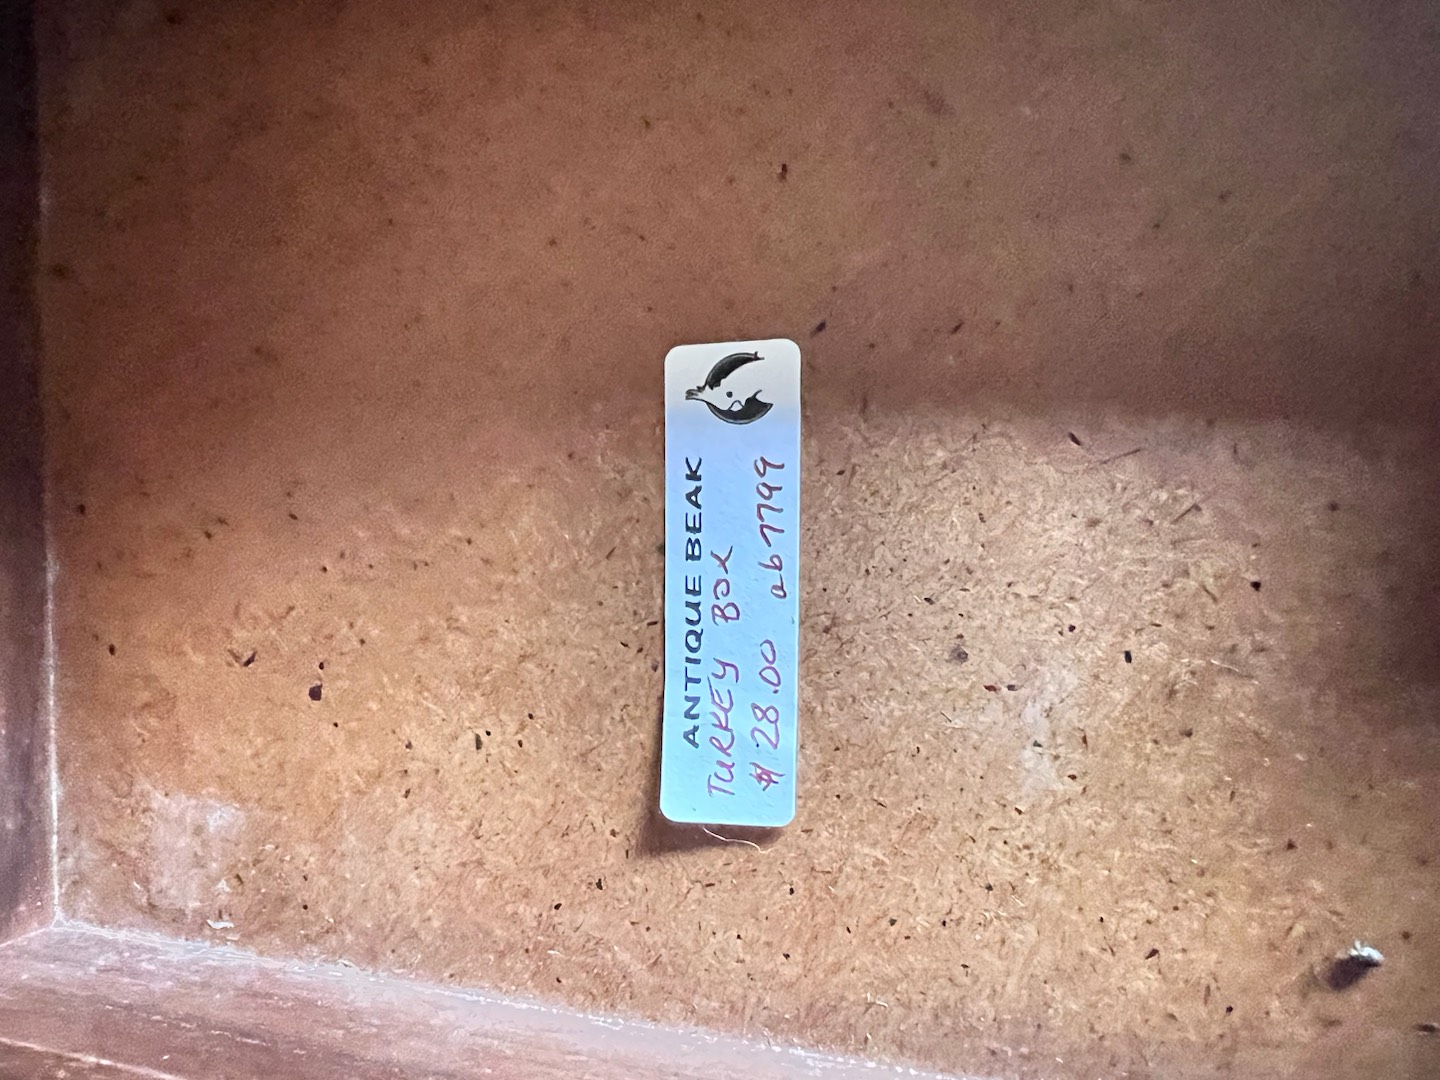 ANTIQUE BEAK
TURKEY BOX
$ 28.00 ab7799